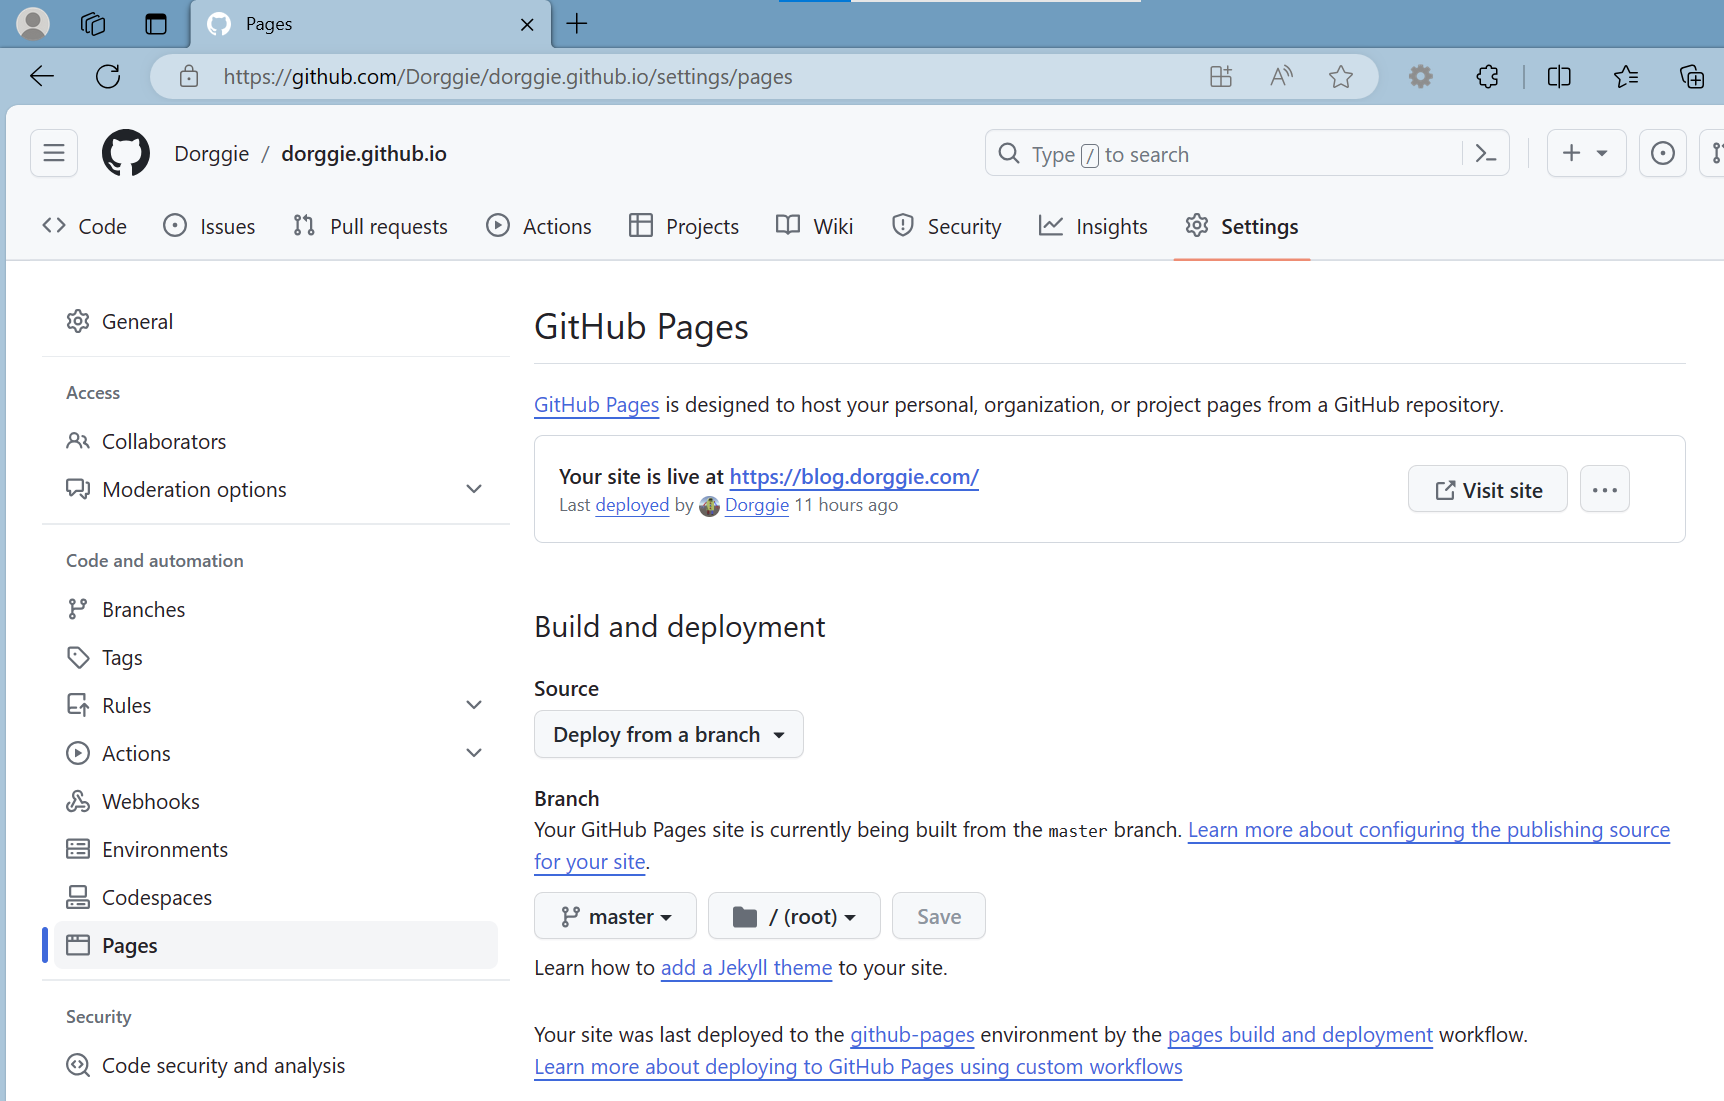 Pages
https://github.com/Dorggie/dorggie.github.io/settings/pages
Dorggie / dorggie.github.io
Type / to search
Code Issues Pull requests Actions Projects Wiki Security Insights Settings
General
Access
Collaborators
Moderation options
Code and automation
Branches
Tags
Rules
Actions
Webhooks
Environments
Codespaces
Pages
Security
Code security and analysis
GitHub Pages
GitHub Pages is designed to host your personal, organization, or project pages from a GitHub repository.
Your site is live at https://blog.dorggie.com/
Last deployed by Dorggie 11 hours ago
Visit site
Build and deployment
Source
Deploy from a branch
Branch
Your GitHub Pages site is currently being built from the master branch. Learn more about configuring the publishing source
for your site.
master / (root) Save
Learn how to add a Jekyll theme to your site.
Your site was last deployed to the github-pages environment by the pages build and deployment workflow.
Learn more about deploying to GitHub Pages using custom workflows